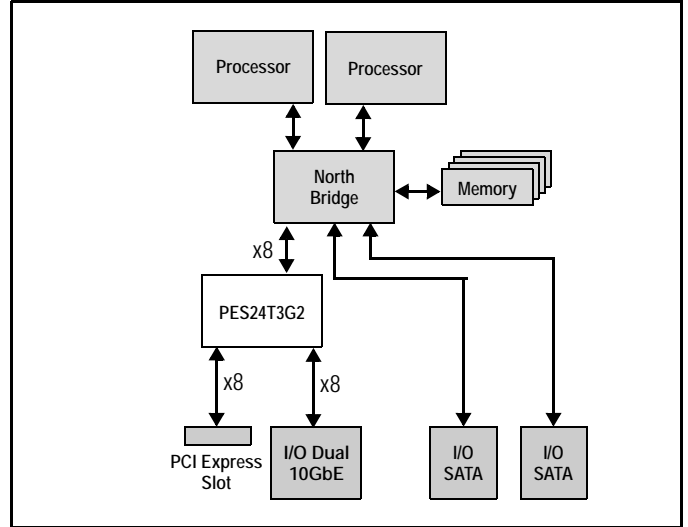 Processor
Processor
North
Bridge
Memory
x8
PES24T3G2
x8
x8
PCI Express
Slot
I/O Dual
10GbE
I/O
SATA
I/O
SATA